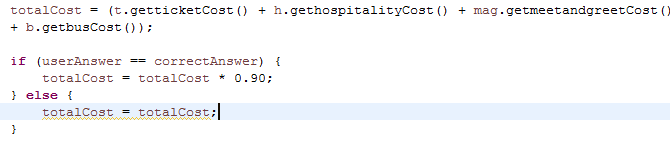 totalCost = (t.getticketCost() + h.gethospitalityCost() + mag.getmeetandgreetCost()
+ b.getbusCost());
if (userAnswer == correctAnswer) {
totalCost = totalCost * 0.90;
} else {
totalCost = totalCost;
}